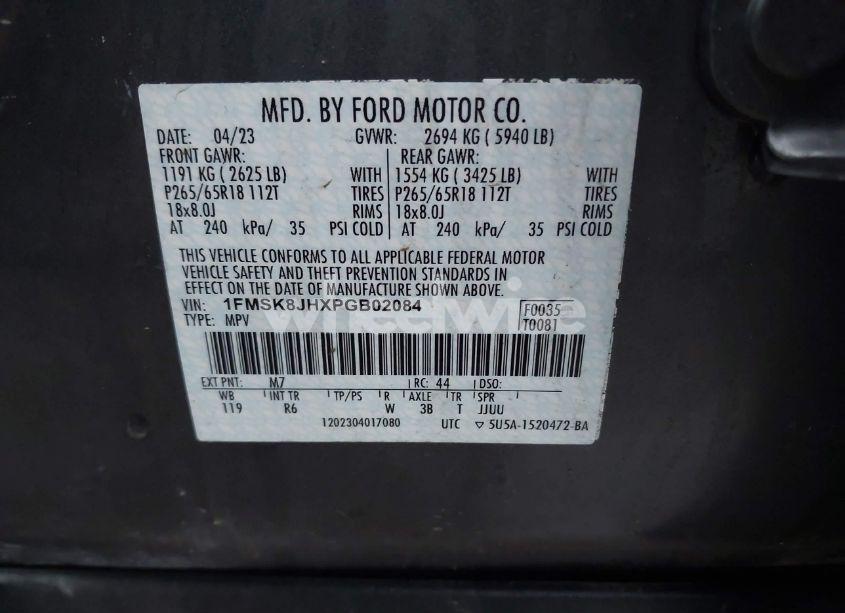 MFD. BY FORD MOTOR CO.
DATE: 04/23 GVWR: 2694 KG ( 5940 LB)
FRONT GAWR: REAR GAWR:
1191 KG ( 2625 LB) WITH 1554 KG ( 3425 LB) WITH
P265/65R18 112T TIRES P265/65R18 112T TIRES
18x8.0J RIMS 18x8.0J RIMS
AT 240 kPa/ 35 PSI COLD AT 240 kPa/ 35 PSI COLD
THIS VEHICLE CONFORMS TO ALL APPLICABLE FEDERAL MOTOR
VEHICLE SAFETY AND THEFT PREVENTION STANDARDS IN
EFFECT ON THE DATE OF MANUFACTURE SHOWN ABOVE.
VIN: 1FMSK8JHXPGB02084 F0035
TYPE: MPV T0081
wheelwire
EXT PNT: M7 RC: 44 DSO:
WB INT TR TP/PS R AXLE TR SPR
119 R6 W 3B T JJUU
1202304017080 UTC ▽ 5U5A-1520472-BA